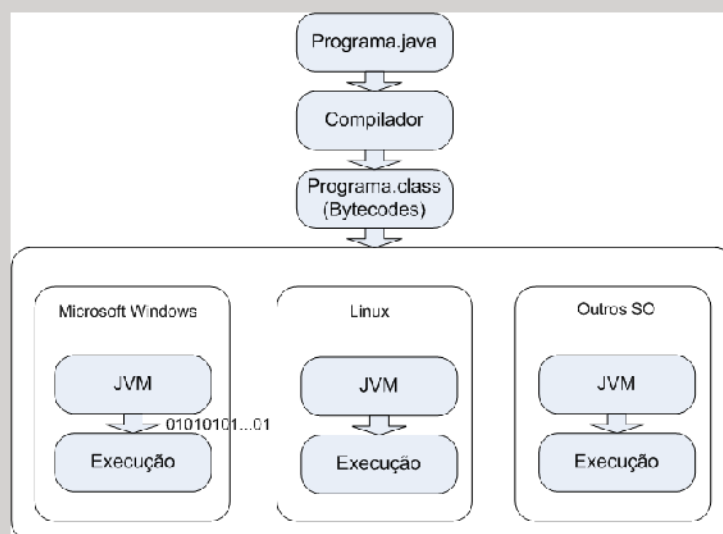 Programa.java
Compilador
Programa.class
(Bytecodes)
Microsoft Windows
JVM
01010101...01
Execução
Linux
JVM
Execução
Outros SO
JVM
Execução